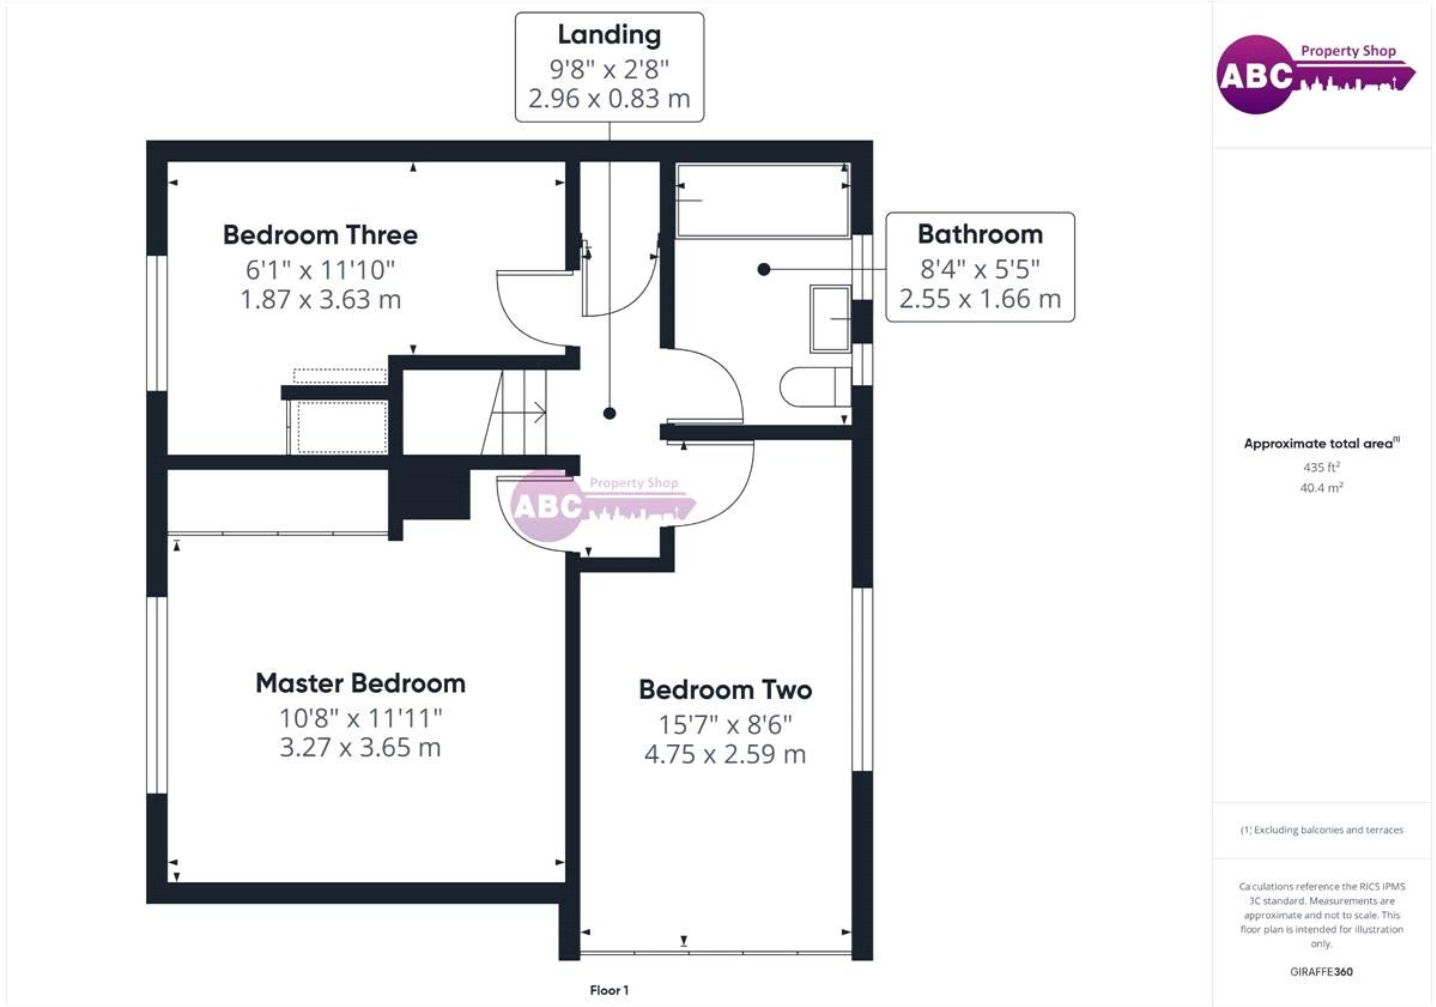 Landing
9'8" x 2'8"
2.96 x 0.83 m
Property Shop
ABC
Bedroom Three
6'1" x 11'10"
1.87 x 3.63 m
Bathroom
8'4" x 5'5"
2.55 x 1.66 m
Approximate total area(1)
435 ft²
40.4 m²
Property Shop
ABC
Master Bedroom
10'8" x 11'11"
3.27 x 3.65 m
Bedroom Two
15'7" x 8'6"
4.75 x 2.59 m
(1) Excluding balconies and terraces
Calculations reference the RICS IPMS
3C standard. Measurements are
approximate and not to scale. This
floor plan is intended for illustration
only.
GIRAFFE360
Floor 1